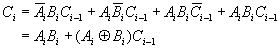 C_i = \overline{A}_i B_i C_{i-1} + A_i \overline{B}_i C_{i-1} + A_i B_i \overline{C}_{i-1} + A_i B_i C_{i-1}
= A_i B_i + (A_i ⊕ B_i) C_{i-1}